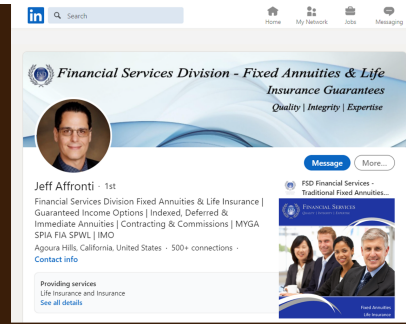 in Search
Home My Network Jobs Messaging
Financial Services Division - Fixed Annuities & Life
Insurance Guarantees
Quality | Integrity | Expertise
Message More...
Jeff Affronti · 1st
Financial Services Division Fixed Annuities & Life Insurance |
Guaranteed Income Options | Indexed, Deferred &
Immediate Annuities | Contracting & Commissions | MYGA
SPIA FIA SPWL | IMO
Agoura Hills, California, United States · 500+ connections ·
Contact info
FSD Financial Services -
Traditional Fixed Annuities...
FINANCIAL SERVICES
Fixed Annuities
Life Insurance
Providing services
Life Insurance and Insurance
See all details